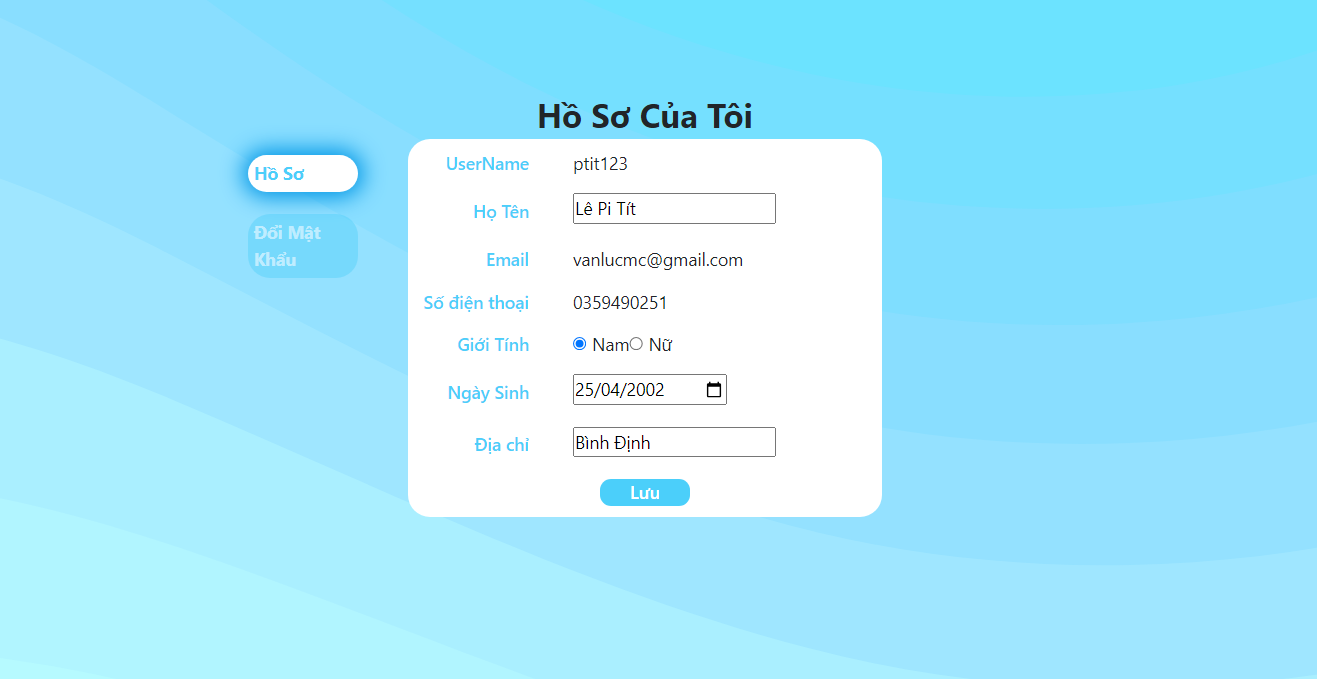 Hồ Sơ Của Tôi
Hồ Sơ
Đổi Mật
Khẩu
UserName ptit123
Họ Tên Lê Pi Tít
Email vanlucmc@gmail.com
Số điện thoại 0359490251
Giới Tính Nam Nữ
Ngày Sinh 25/04/2002
Địa chỉ Bình Định
Lưu